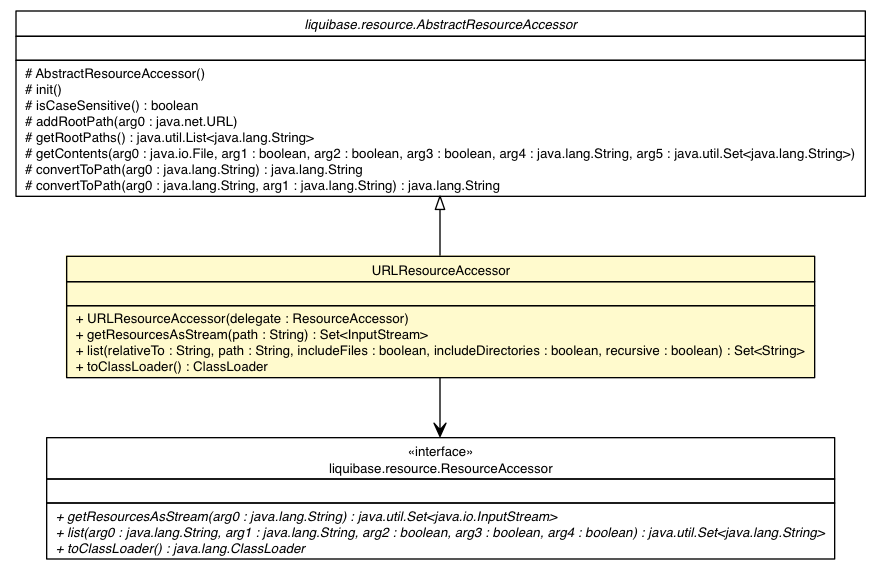 liquibase.resource.AbstractResourceAccessor
# AbstractResourceAccessor()
# init()
# isCaseSensitive() : boolean
# addRootPath(arg0 : java.net.URL)
# getRootPaths() : java.util.List<java.lang.String>
# getContents(arg0 : java.io.File, arg1 : boolean, arg2 : boolean, arg3 : boolean, arg4 : java.lang.String, arg5 : java.util.Set<java.lang.String>)
# convertToPath(arg0 : java.lang.String) : java.lang.String
# convertToPath(arg0 : java.lang.String, arg1 : java.lang.String) : java.lang.String
URLResourceAccessor
+ URLResourceAccessor(delegate : ResourceAccessor)
+ getResourcesAsStream(path : String) : Set<InputStream>
+ list(relativeTo : String, path : String, includeFiles : boolean, includeDirectories : boolean, recursive : boolean) : Set<String>
+ toClassLoader() : ClassLoader
«interface»
liquibase.resource.ResourceAccessor
+ getResourcesAsStream(arg0 : java.lang.String) : java.util.Set<java.io.InputStream>
+ list(arg0 : java.lang.String, arg1 : java.lang.String, arg2 : boolean, arg3 : boolean, arg4 : boolean) : java.util.Set<java.lang.String>
+ toClassLoader() : java.lang.ClassLoader